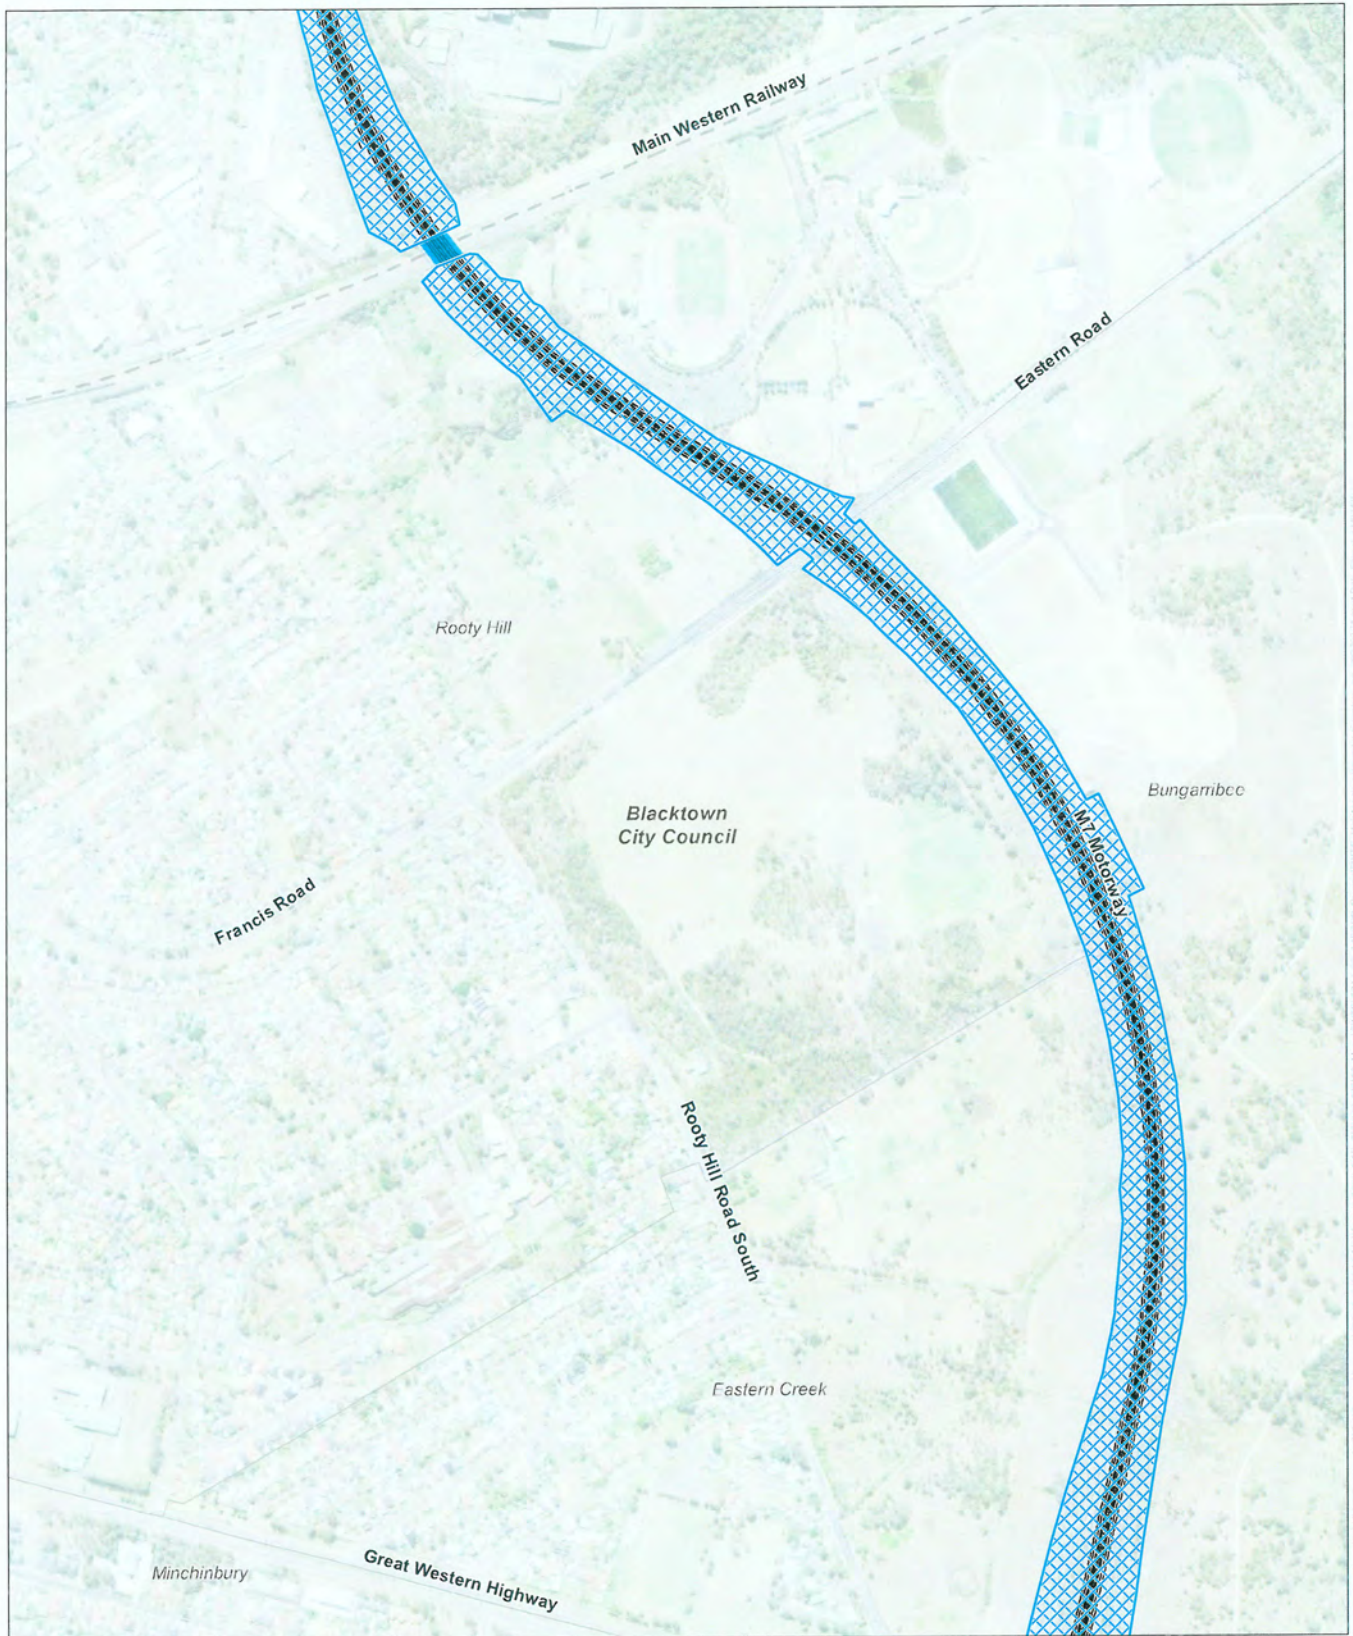 Main Western Railway
Eastern Road
Rooty Hill
Bungarribee
Blacktown
City Council
M7 Motorway
Francis Road
Rooty Hill Road South
Eastern Creek
Minchinbury
Great Western Highway